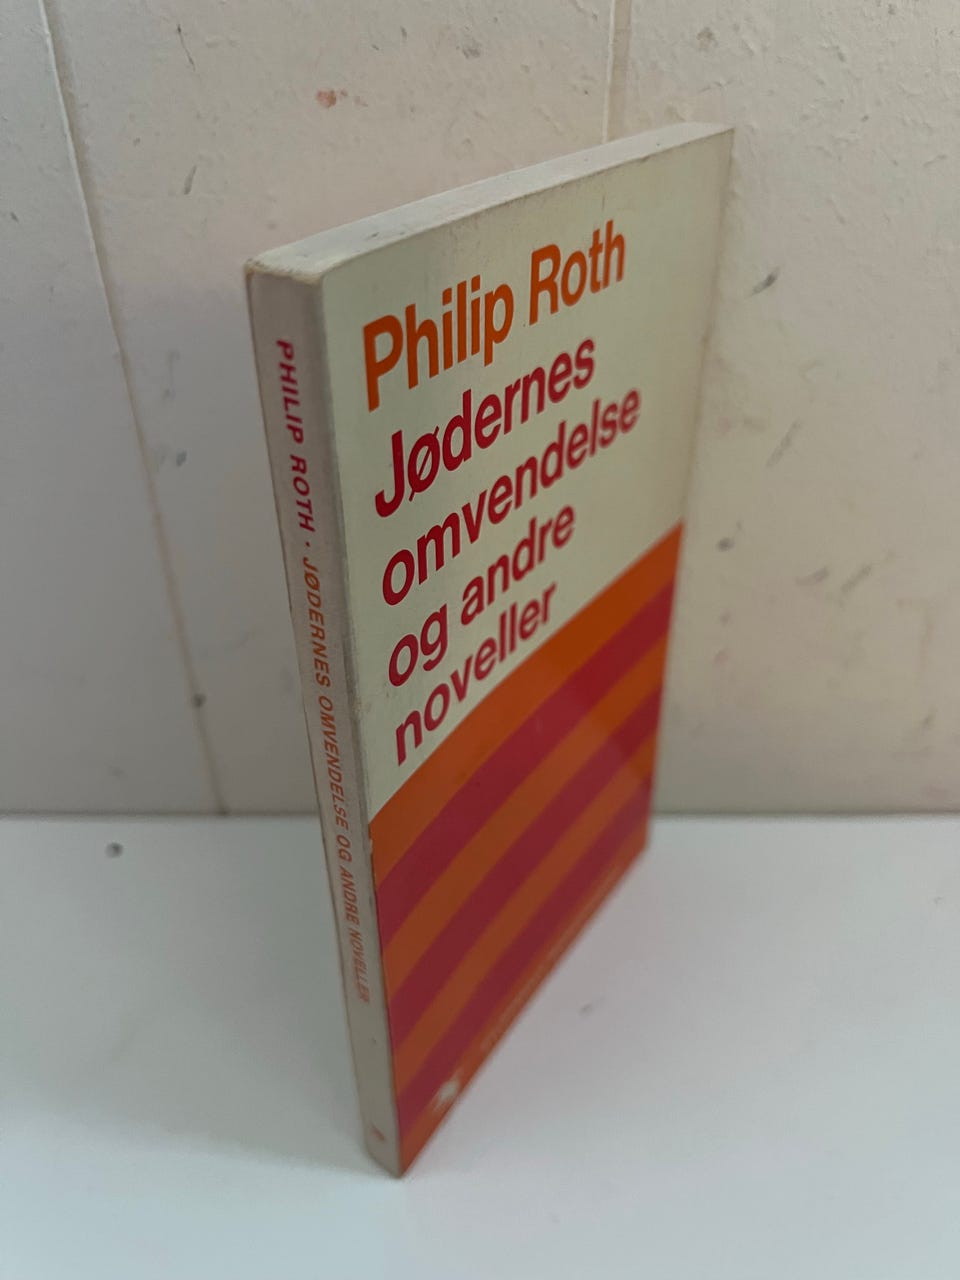 Philip Roth
Jødernes
omvendelse
og andre
noveller
PHILIP ROTH · JØDERNES OMVENDELSE OG ANDRE NOVELLER